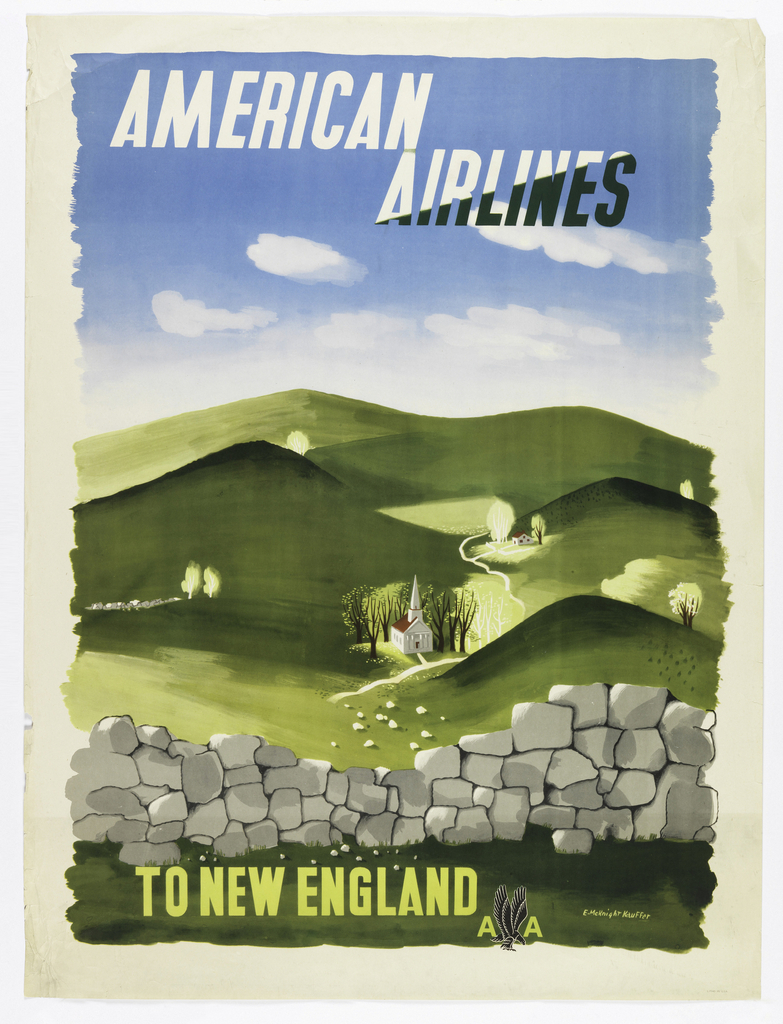 AMERICAN
AIRLINES
TO NEW ENGLAND
A A
E. McKnight Kauffer